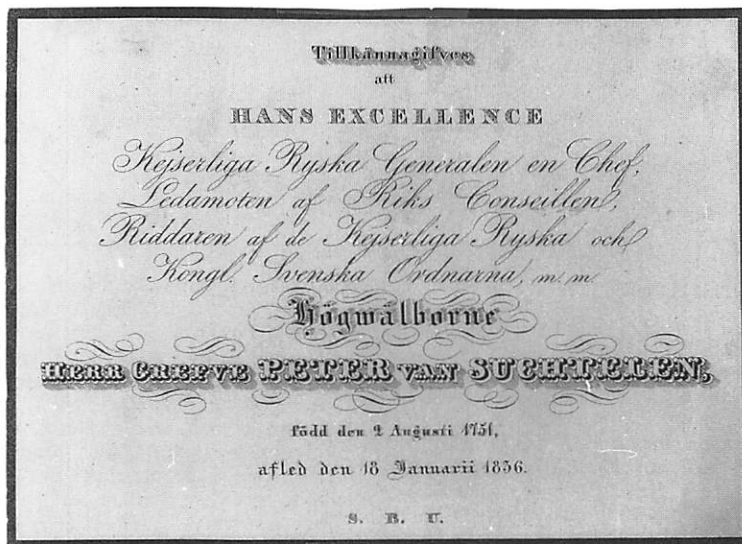 Tillkännagifves
att
HANS EXCELLENCE
Kejserliga Ryska Generalen en Chef,
Ledamoten af Riks Conseillen,
Riddaren af de Kejserliga Ryska och
Kongl. Svenska Ordnarna, m. m.
Högwälborne
HERR GREFVE PETER VAN SUCHTELEN,
född den 2 Augusti 1751,
afled den 18 Januarii 1836.
S. B. U.